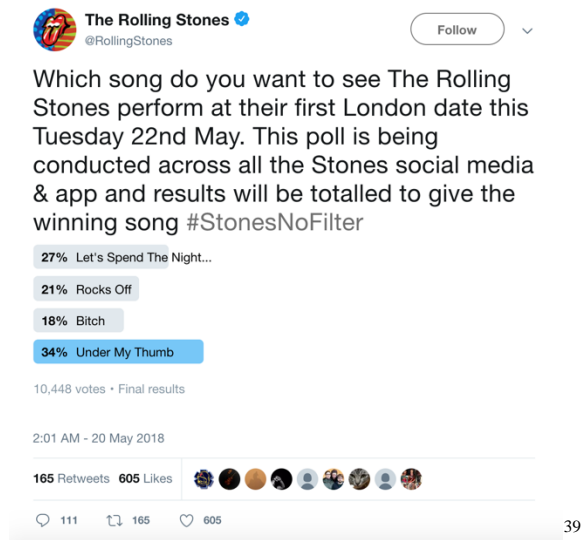 The Rolling Stones
@RollingStones
Follow
Which song do you want to see The Rolling
Stones perform at their first London date this
Tuesday 22nd May. This poll is being
conducted across all the Stones social media
& app and results will be totalled to give the
winning song #StonesNoFilter
27% Let's Spend The Night...
21% Rocks Off
18% Bitch
34% Under My Thumb
10,448 votes • Final results
2:01 AM - 20 May 2018
165 Retweets 605 Likes
111 165 605
39